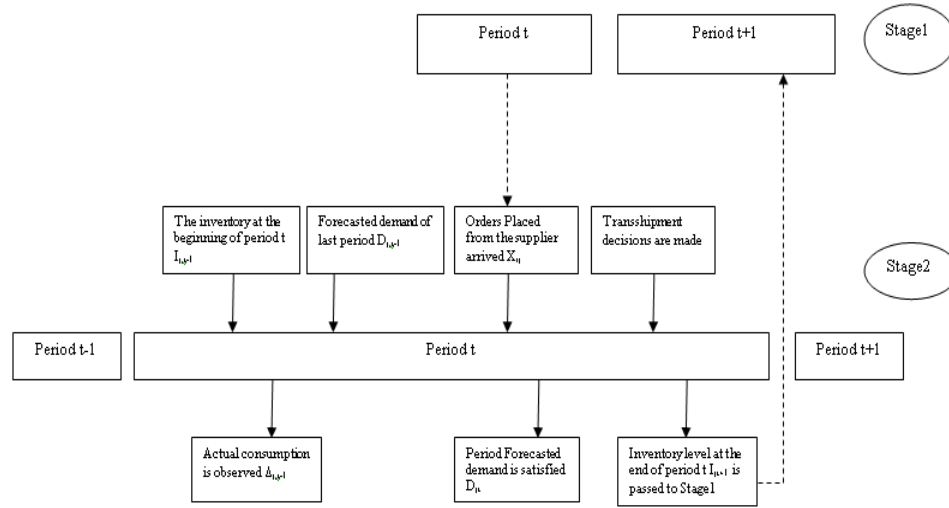 Period t
Period t+1
Stage1
The inventory at the
beginning of period t
I
Forecasted demand of
last period D
Orders Placed
from the supplier
arrived X
Transshipment
decisions are made
Stage2
Period t-1
Period t
Period t+1
Actual consumption
is observed Δ
Period Forecasted
demand is satisfied
D
Inventory level at the
end of period t I is
passed to Stage1